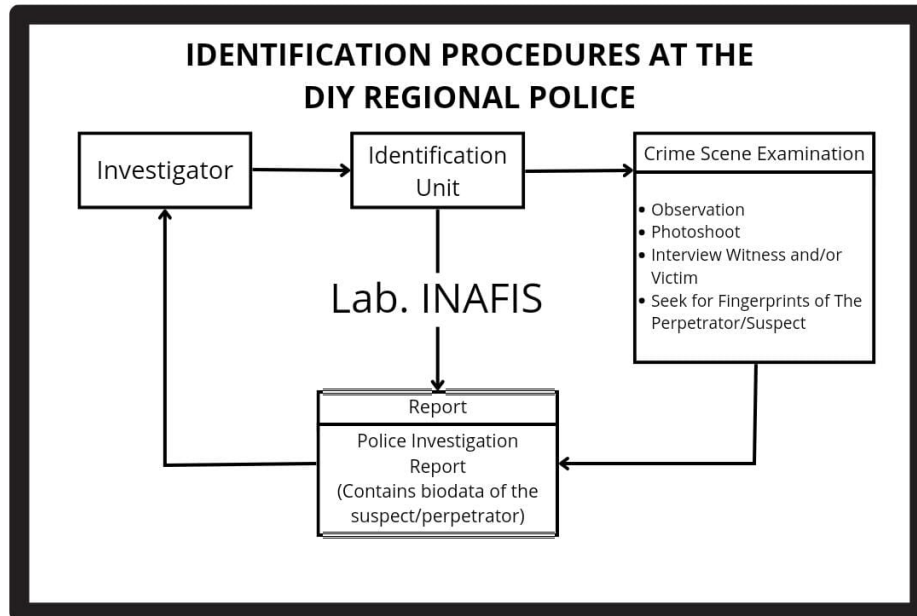 IDENTIFICATION PROCEDURES AT THE
DIY REGIONAL POLICE
Investigator
Identification
Unit
Crime Scene Examination
• Observation
• Photoshoot
• Interview Witness and/or
Victim
• Seek for Fingerprints of The
Perpetrator/Suspect
Lab. INAFIS
Report
Police Investigation
Report
(Contains biodata of the
suspect/perpetrator)